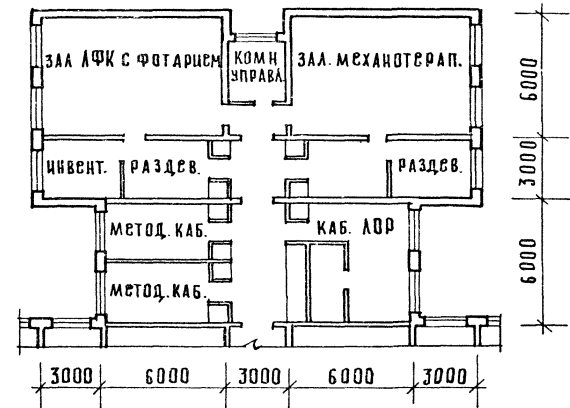 ЗАЛ ЛФК С ФОТАРИЕМ
КОМН
УПРАВЛ
ЗАЛ. МЕХАНОТЕРАП.
ИНВЕНТ.
РАЗДЕВ.
РАЗДЕВ.
МЕТОД. КАБ.
КАБ. ЛОР
МЕТОД. КАБ.
6000
3000
6000
3000
6000
3000
6000
3000